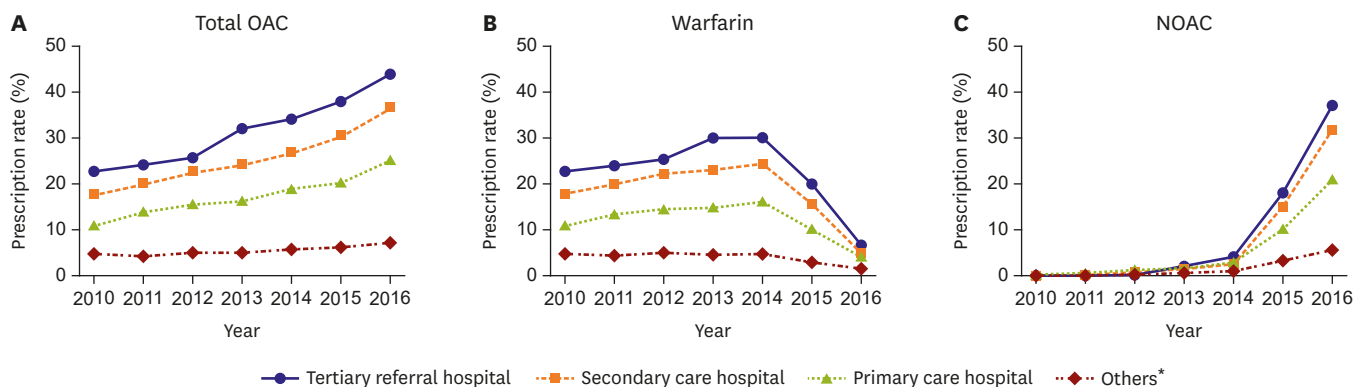 A Total OAC
50
40
30
20
10
0
Prescription rate (%)
2010 2011 2012 2013 2014 2015 2016
Year
B Warfarin
50
40
30
20
10
0
Prescription rate (%)
2010 2011 2012 2013 2014 2015 2016
Year
C NOAC
50
40
30
20
10
0
Prescription rate (%)
2010 2011 2012 2013 2014 2015 2016
Year
Tertiary referral hospital Secondary care hospital Primary care hospital Others*